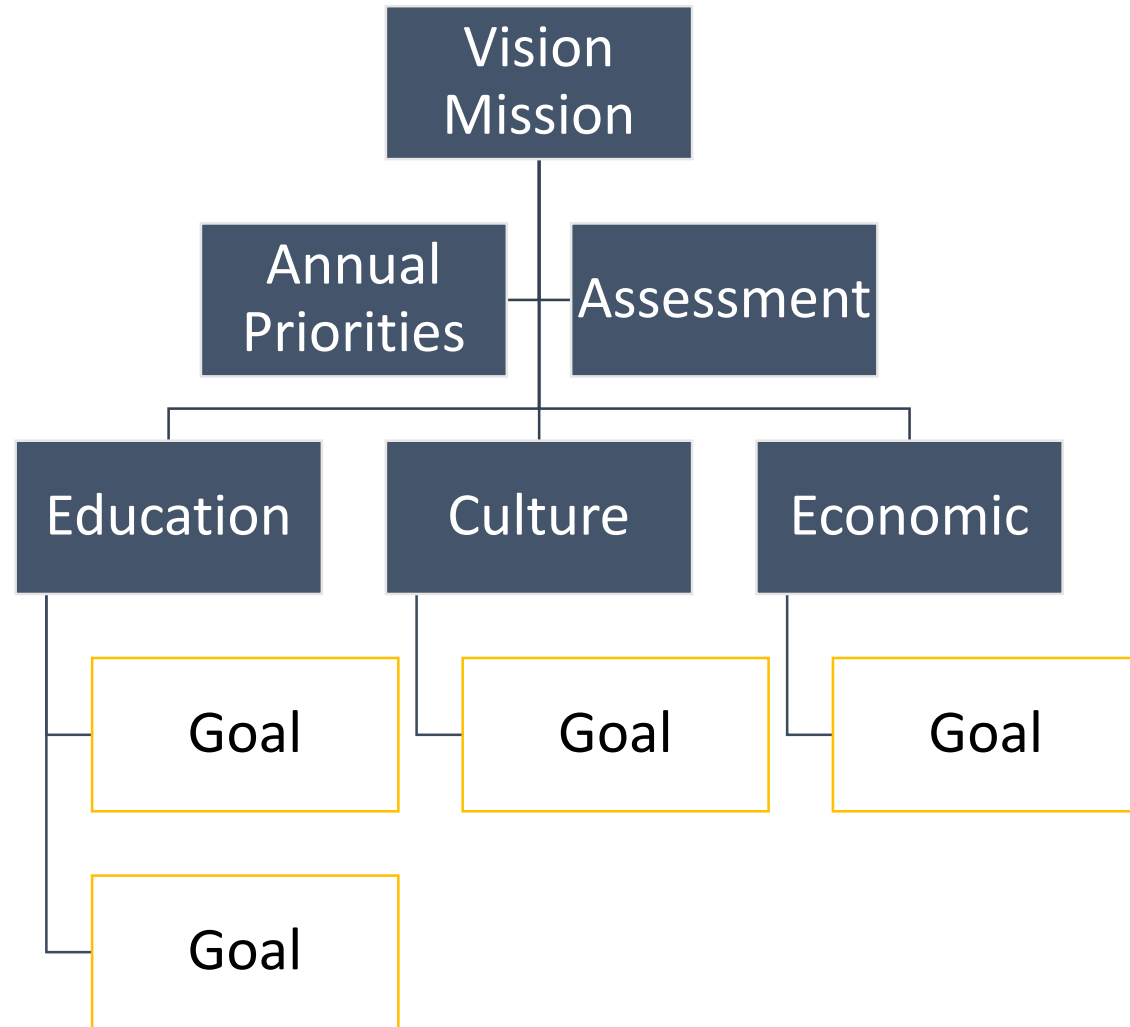 Vision
Mission
Annual
Priorities
Assessment
Education
Culture
Economic
Goal
Goal
Goal
Goal